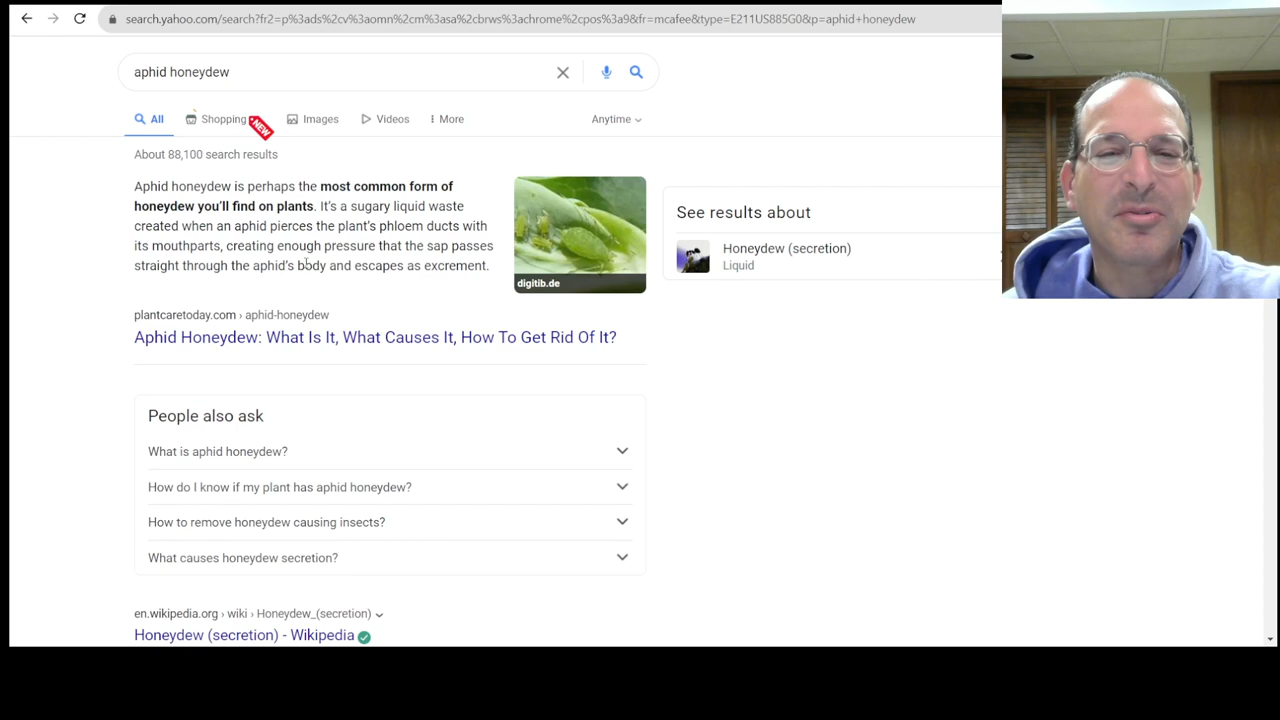 search.yahoo.com/search?fr2=p%3ads%2cv%3aomn%2cm%3asa%2cbrws%3achrome%2cpos%3a9&fr=mcafee&type=E211US885G0&p=aphid+honeydew
aphid honeydew
All Shopping NEW Images Videos More Anytime
About 88,100 search results
Aphid honeydew is perhaps the most common form of
honeydew you'll find on plants. It's a sugary liquid waste
created when an aphid pierces the plant's phloem ducts with
its mouthparts, creating enough pressure that the sap passes
straight through the aphid's body and escapes as excrement.
digitib.de
See results about
Honeydew (secretion)
Liquid
plantcaretoday.com › aphid-honeydew
Aphid Honeydew: What Is It, What Causes It, How To Get Rid Of It?
People also ask
What is aphid honeydew?
How do I know if my plant has aphid honeydew?
How to remove honeydew causing insects?
What causes honeydew secretion?
en.wikipedia.org › wiki › Honeydew_(secretion)
Honeydew (secretion) - Wikipedia